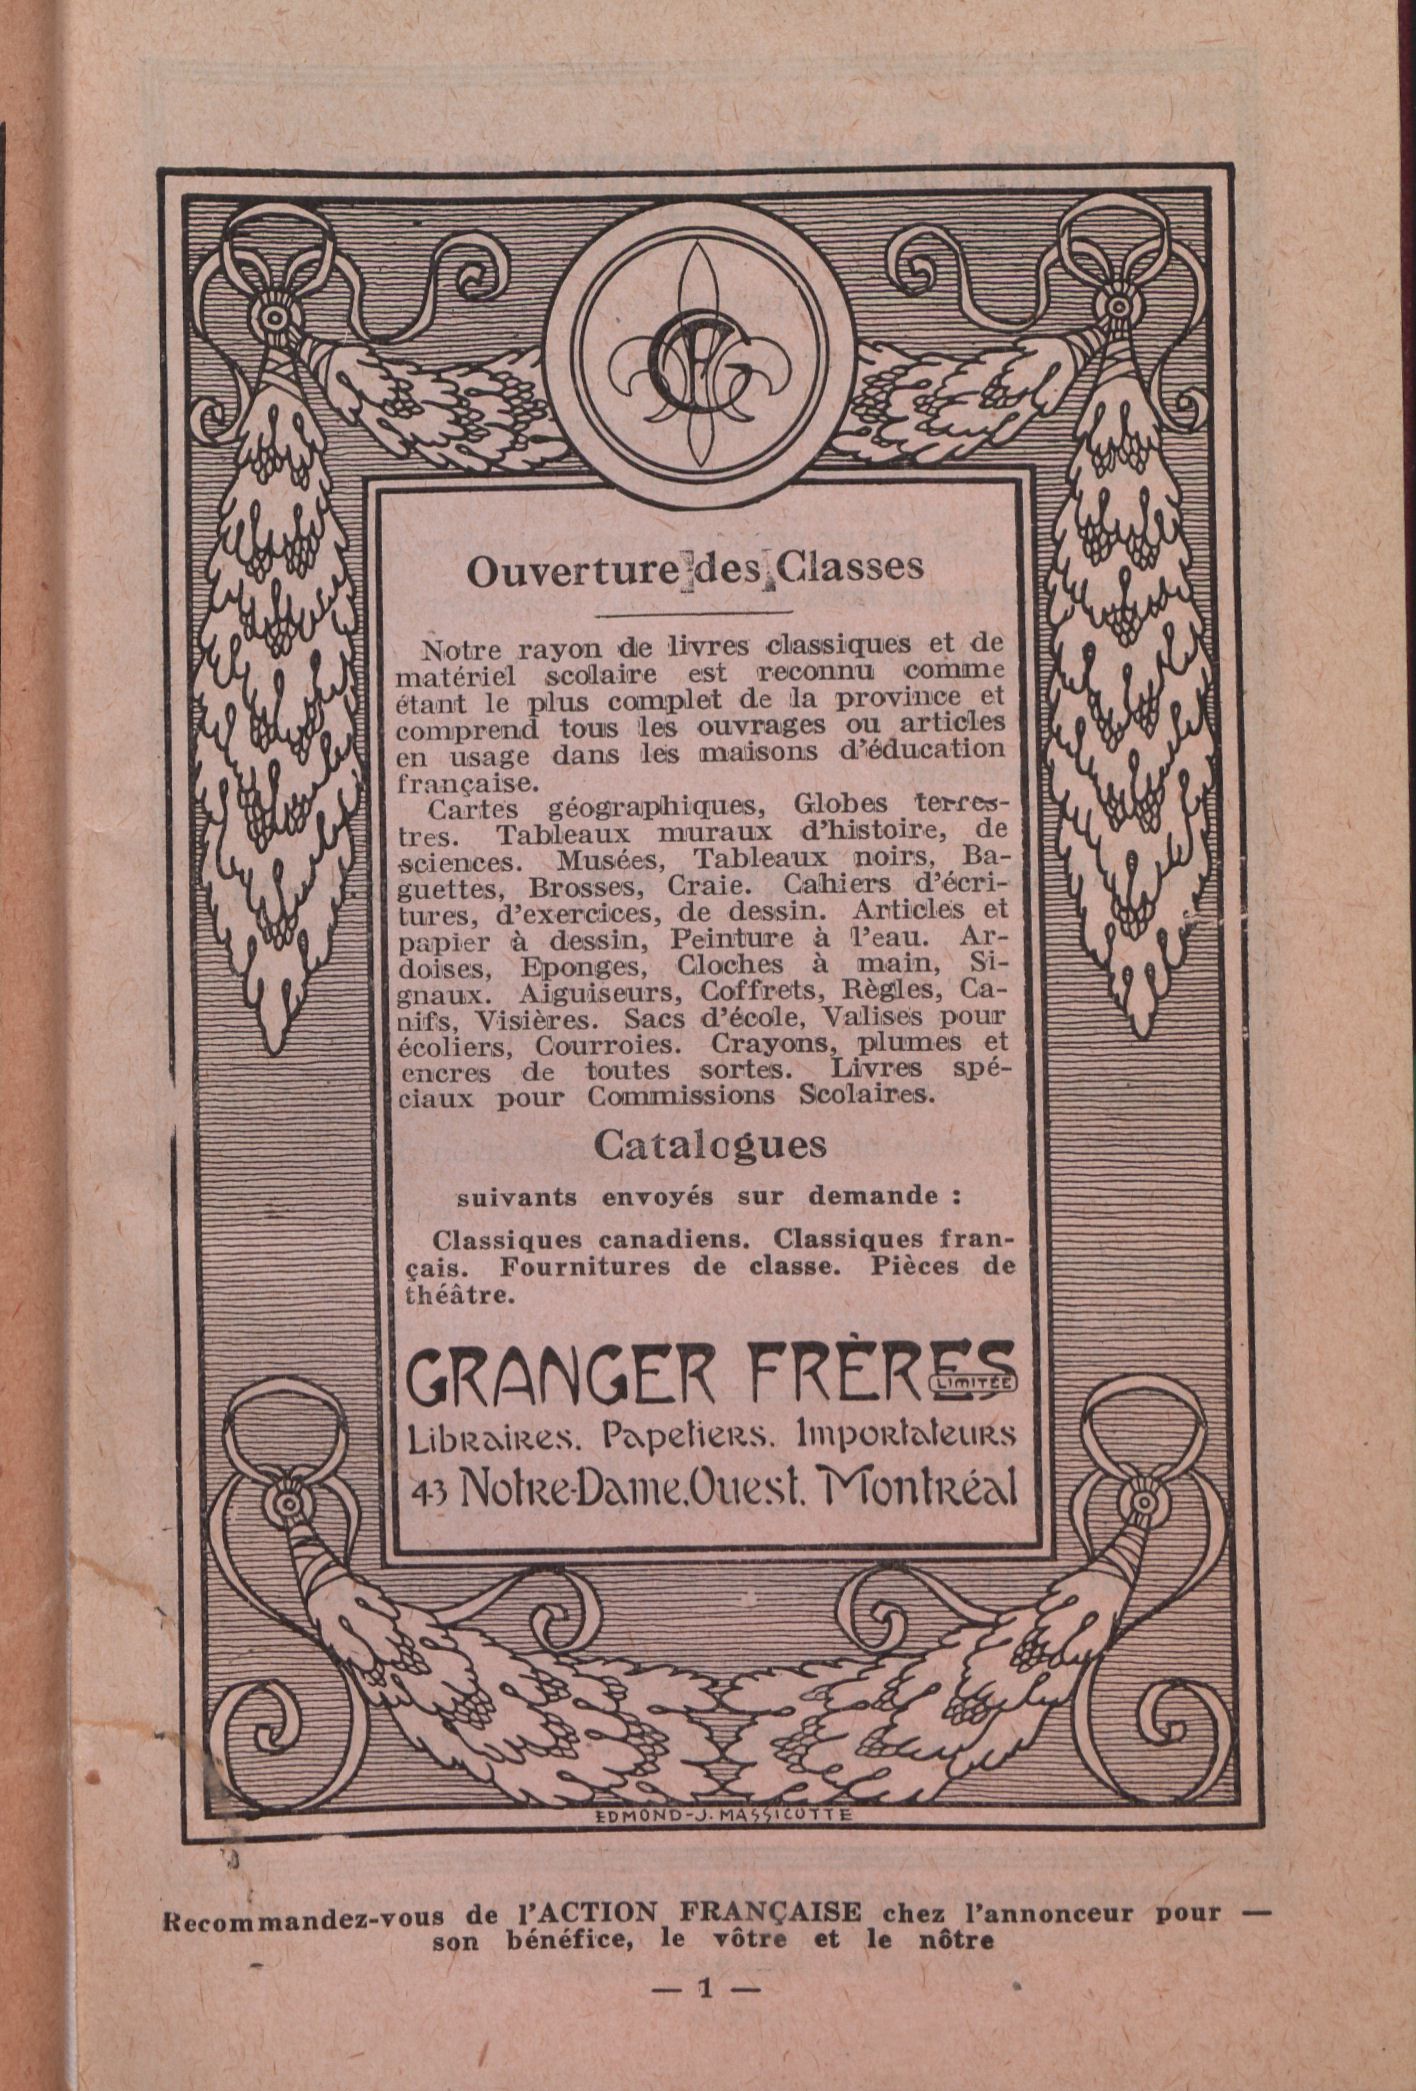 Ouverture des Classes
Notre rayon de livres classiques et de
matériel scolaire est reconnu comme
étant le plus complet de la province et
comprend tous les ouvrages ou articles
en usage dans les maisons d'éducation
française.
Cartes géographiques, Globes terres-
tres. Tableaux muraux d'histoire, de
sciences. Musées, Tableaux noirs, Ba-
guettes, Brosses, Craie. Cahiers d'écri-
tures, d'exercices, de dessin. Articles et
papier à dessin, Peinture à l'eau. Ar-
doises, Eponges, Cloches à main, Si-
gnaux. Aiguiseurs, Coffrets, Règles, Ca-
nifs, Visières. Sacs d'école, Valises pour
écoliers, Courroies. Crayons, plumes et
encres de toutes sortes. Livres spé-
ciaux pour Commissions Scolaires.
Catalogues
suivants envoyés sur demande :
Classiques canadiens. Classiques fran-
çais. Fournitures de classe. Pièces de
théâtre.
GRANGER FRÈRES LIMITÉE
Libraires. Papetiers. Importateurs
43 Notre-Dame. Ouest. Montréal
EDMOND-J. MASSICOTTE
Recommandez-vous de l'ACTION FRANÇAISE chez l'annonceur pour —
son bénéfice, le vôtre et le nôtre
— 1 —